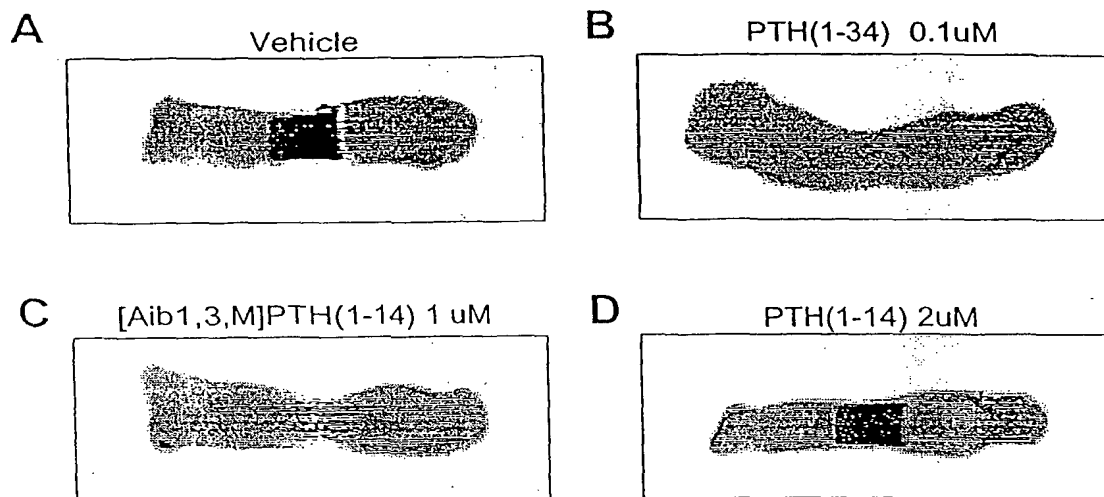 A
Vehicle
B
PTH(1-34) 0.1uM
C
[Aib1,3,M]PTH(1-14) 1 uM
D
PTH(1-14) 2uM